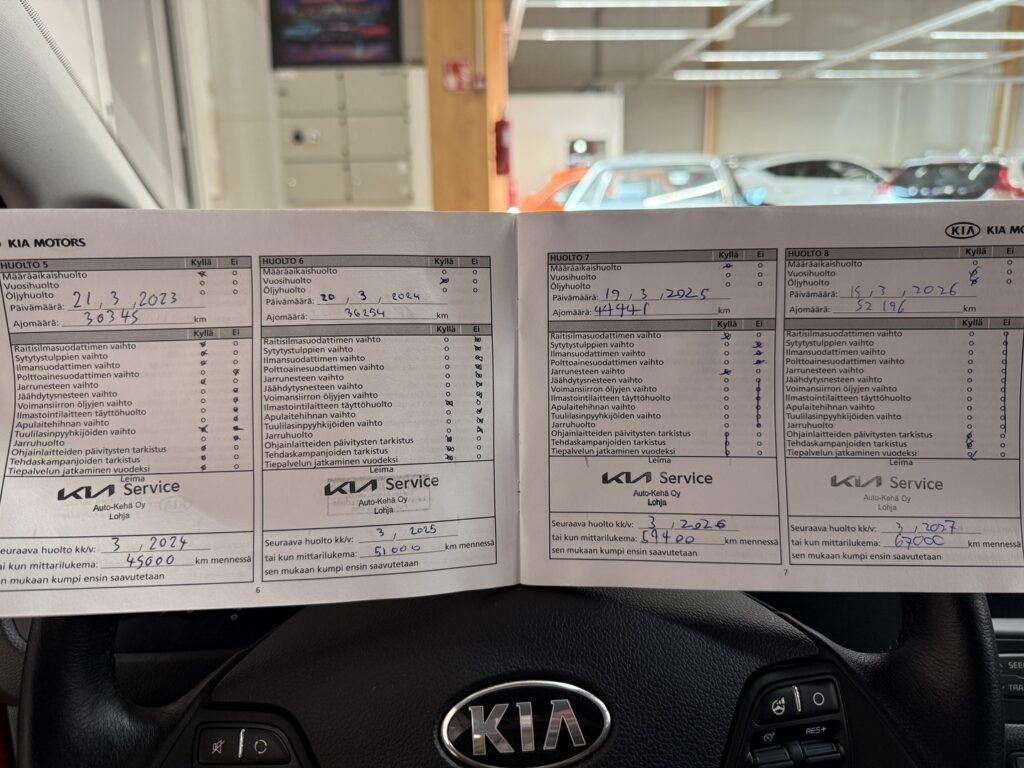 KIA MOTORS
HUOLTO 5 Kyllä Ei
Määräaikaishuolto
Vuosihuolto
Öljyhuolto
Päivämäärä: 21, 3, 2023
Ajomäärä: 30345 km
Kyllä Ei
Raitisilmasuodattimen vaihto
Sytytystulppien vaihto
Ilmansuodattimen vaihto
Polttoainesuodattimen vaihto
Jarrunesteen vaihto
Jäähdytysnesteen vaihto
Voimansiirron öljyjen vaihto
Ilmastointilaitteen täyttöhuolto
Apulaitehihnan vaihto
Tuulilasinpyyhkijöiden vaihto
Jarruhuolto
Ohjainlaitteiden päivitysten tarkistus
Tehdaskampanjoiden tarkistus
Tiepalvelun jatkaminen vuodeksi
Leima
KIA Service
Auto-Kehä Oy
Lohja
Seuraava huolto kk/v: 3, 2024
tai kun mittarilukema: 45000 km mennessä
sen mukaan kumpi ensin saavutetaan
HUOLTO 6 Kyllä Ei
Määräaikaishuolto
Vuosihuolto
Öljyhuolto
Päivämäärä: 20, 3, 2024
Ajomäärä: 36254 km
Kyllä Ei
Raitisilmasuodattimen vaihto
Sytytystulppien vaihto
Ilmansuodattimen vaihto
Polttoainesuodattimen vaihto
Jarrunesteen vaihto
Jäähdytysnesteen vaihto
Voimansiirron öljyjen vaihto
Ilmastointilaitteen täyttöhuolto
Apulaitehihnan vaihto
Tuulilasinpyyhkijöiden vaihto
Jarruhuolto
Ohjainlaitteiden päivitysten tarkistus
Tehdaskampanjoiden tarkistus
Tiepalvelun jatkaminen vuodeksi
Leima
KIA Service
Auto-Kehä Oy
Lohja
Seuraava huolto kk/v: 3, 2025
tai kun mittarilukema: 51000 km mennessä
sen mukaan kumpi ensin saavutetaan
6
KIA KIA MO
HUOLTO 7 Kyllä Ei
Määräaikaishuolto
Vuosihuolto
Öljyhuolto
Päivämäärä: 19, 3, 2025
Ajomäärä: 44441 km
Kyllä Ei
Raitisilmasuodattimen vaihto
Sytytystulppien vaihto
Ilmansuodattimen vaihto
Polttoainesuodattimen vaihto
Jarrunesteen vaihto
Jäähdytysnesteen vaihto
Voimansiirron öljyjen vaihto
Ilmastointilaitteen täyttöhuolto
Apulaitehihnan vaihto
Tuulilasinpyyhkijöiden vaihto
Jarruhuolto
Ohjainlaitteiden päivitysten tarkistus
Tehdaskampanjoiden tarkistus
Tiepalvelun jatkaminen vuodeksi
Leima
KIA Service
Auto-Kehä Oy
Lohja
Seuraava huolto kk/v: 3, 2026
tai kun mittarilukema: 59400 km mennessä
sen mukaan kumpi ensin saavutetaan
HUOLTO 8 Kyllä Ei
Määräaikaishuolto
Vuosihuolto
Öljyhuolto
Päivämäärä: 15, 3, 2026
Ajomäärä: 52196 km
Kyllä Ei
Raitisilmasuodattimen vaihto
Sytytystulppien vaihto
Ilmansuodattimen vaihto
Polttoainesuodattimen vaihto
Jarrunesteen vaihto
Jäähdytysnesteen vaihto
Voimansiirron öljyjen vaihto
Ilmastointilaitteen täyttöhuolto
Apulaitehihnan vaihto
Tuulilasinpyyhkijöiden vaihto
Jarruhuolto
Ohjainlaitteiden päivitysten tarkistus
Tehdaskampanjoiden tarkistus
Tiepalvelun jatkaminen vuodeksi
Leima
KIA Service
Auto-Kehä Oy
Lohja
Seuraava huolto kk/v: 3, 2027
tai kun mittarilukema: 67000 km mennessä
sen mukaan kumpi ensin saavutetaan
7
KIA
RES+
SEE
TRA